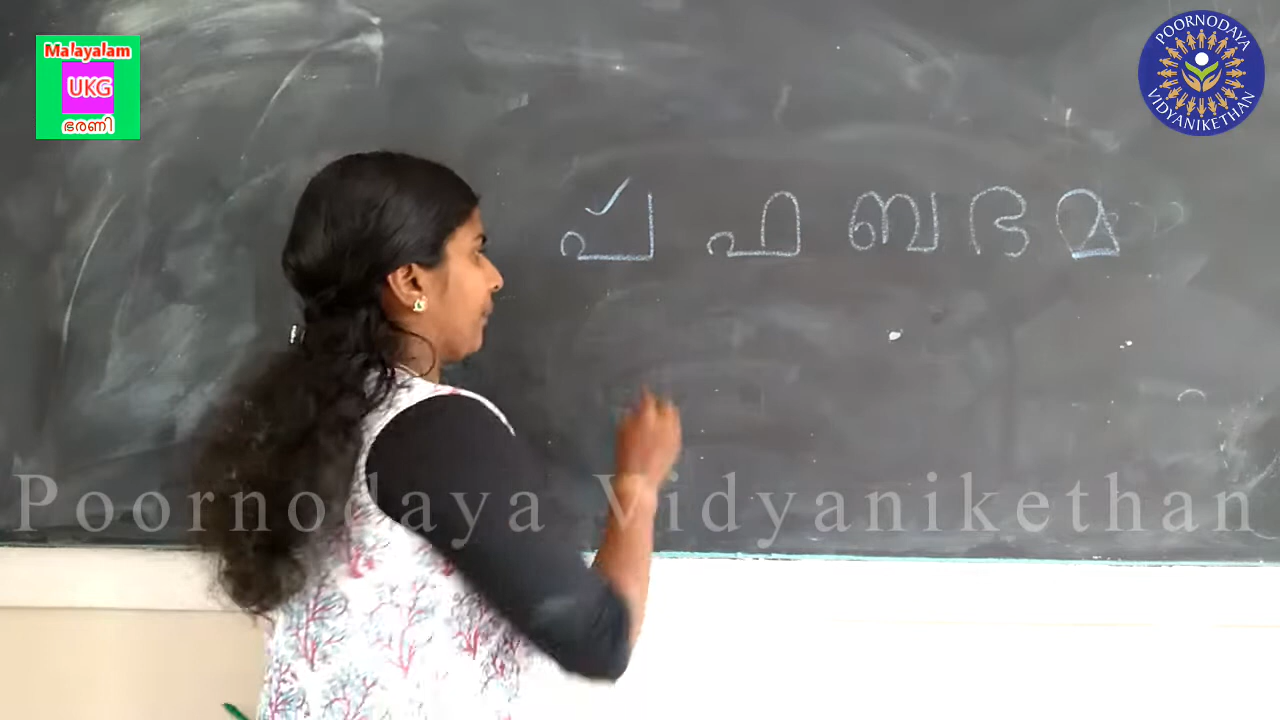 Malayalam
UKG
ഭരണി
POORNODAYA
VIDYANIKETHAN
പ ഫ ബ ഭ മ
Poornodaya Vidyanikethan